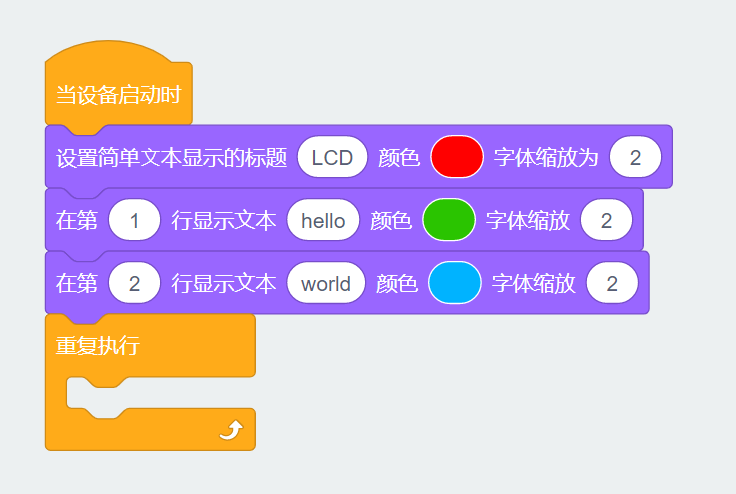 当设备启动时
设置简单文本显示的标题 LCD 颜色 字体缩放为 2
在第 1 行显示文本 hello 颜色 字体缩放 2
在第 2 行显示文本 world 颜色 字体缩放 2
重复执行